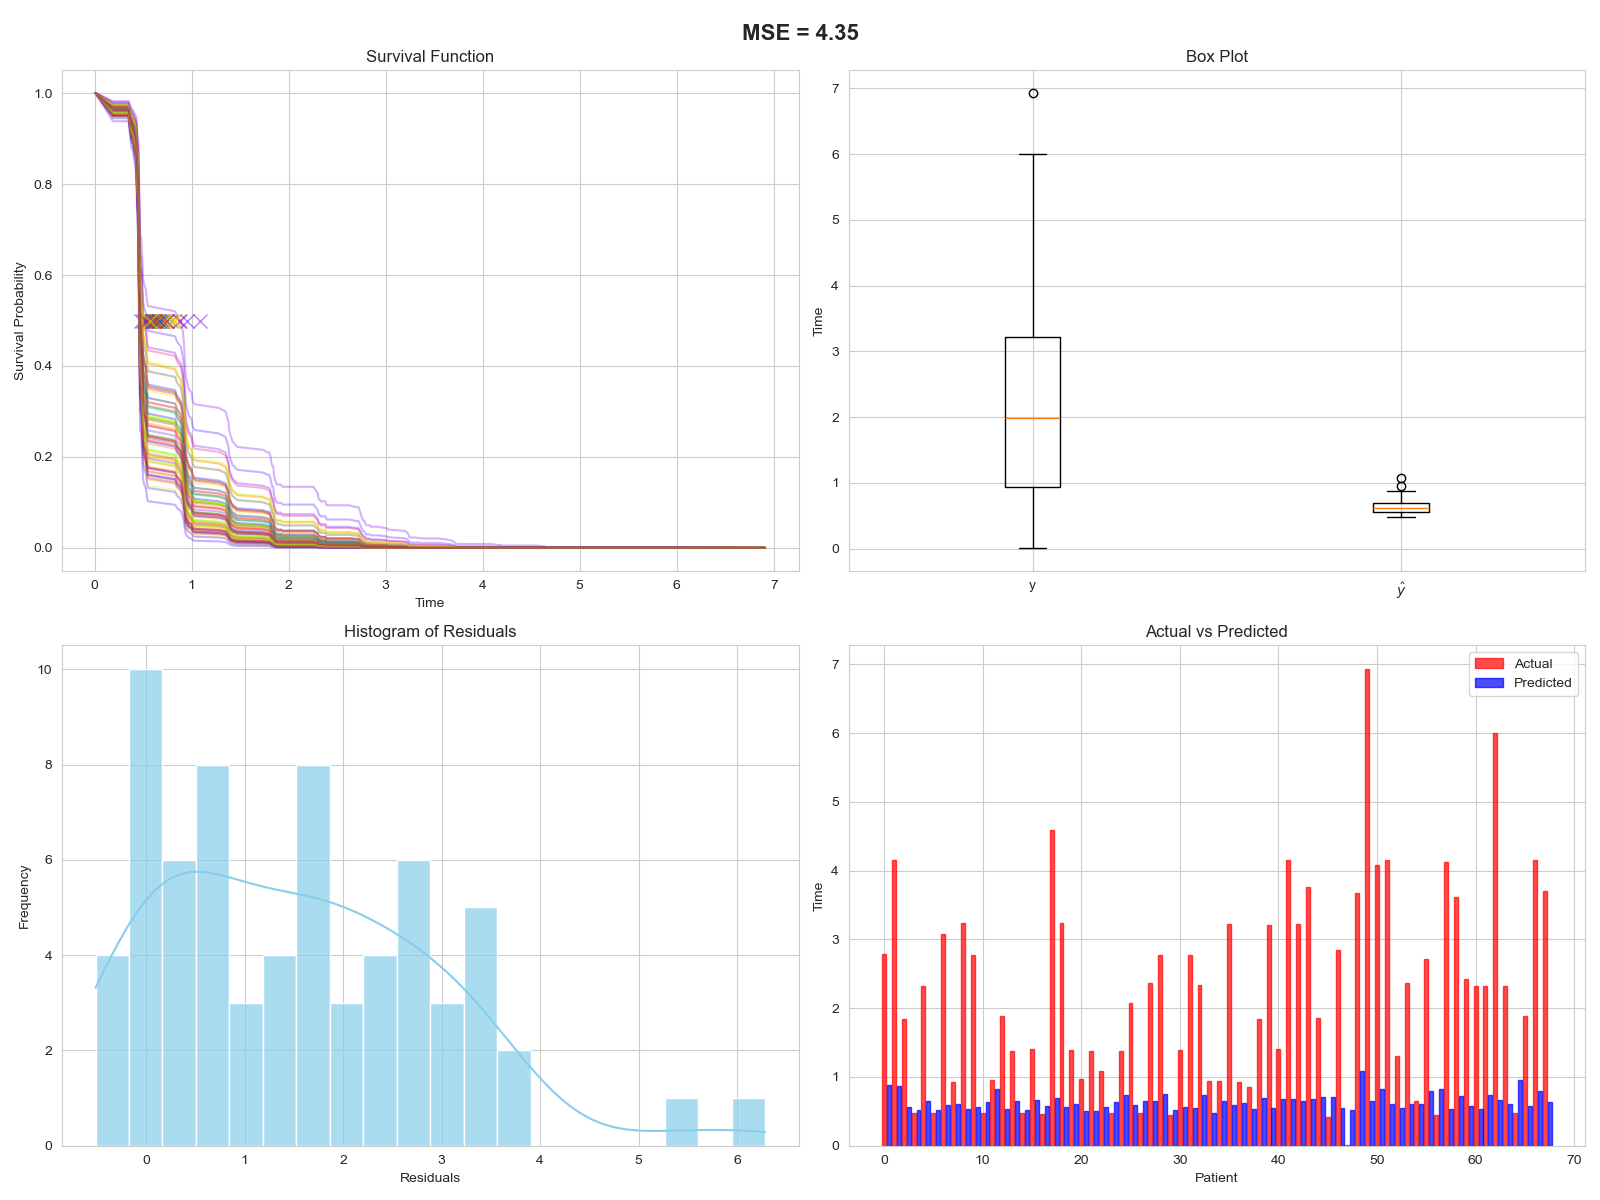 MSE = 4.35
Survival Function
Survival Probability
1.0
0.8
0.6
0.4
0.2
0.0
0 1 2 3 4 5 6 7
Time
Box Plot
Time
7
6
5
4
3
2
1
0
y ŷ
Histogram of Residuals
Frequency
10
8
6
4
2
0
0 1 2 3 4 5 6
Residuals
Actual vs Predicted
Actual
Predicted
Time
7
6
5
4
3
2
1
0
0 10 20 30 40 50 60 70
Patient